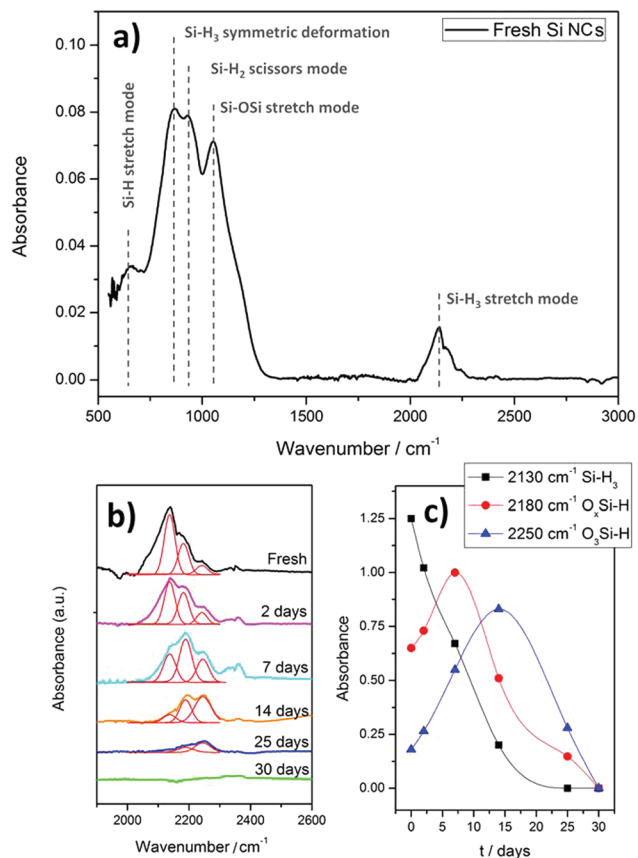 a)
Si-H₃ symmetric deformation
Fresh Si NCs
Si-H₂ scissors mode
Si-OSi stretch mode
Si-H stretch mode
Si-H₃ stretch mode
0.10
0.08
0.06
0.04
0.02
0.00
Absorbance
500 1000 1500 2000 2500 3000
Wavenumber / cm⁻¹
b)
Fresh
2 days
7 days
14 days
25 days
30 days
Absorbance (a.u.)
2000 2200 2400 2600
Wavenumber/ cm⁻¹
2130 cm⁻¹ Si-H₃
2180 cm⁻¹ OₓSi-H
2250 cm⁻¹ O₃Si-H
c)
1.25
1.00
0.75
0.50
0.25
0.00
Absorbance
0 5 10 15 20 25 30
t / days